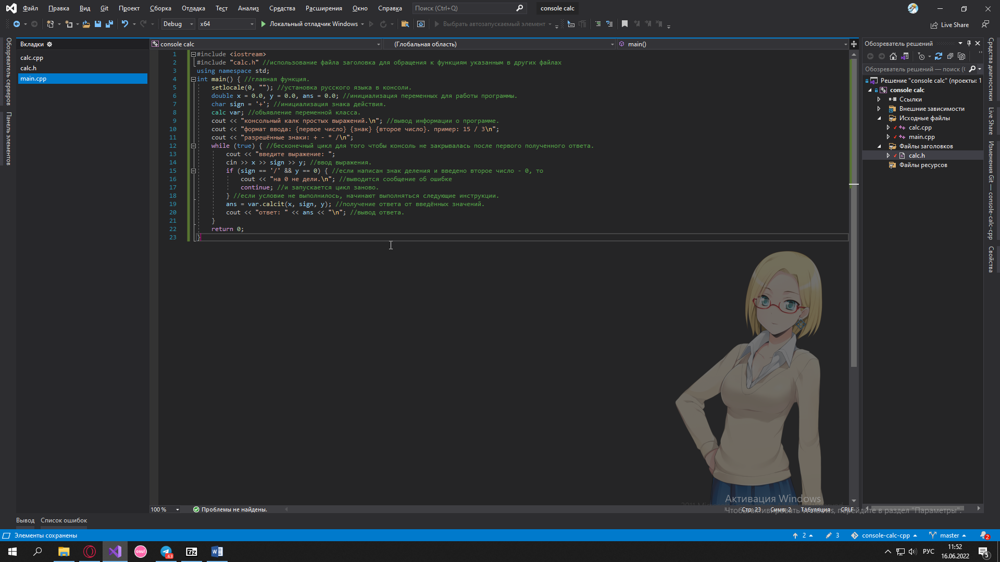 Файл Правка Вид Git Проект Сборка Отладка Тест Анализ Средства Расширения Окно Справка Поиск (Ctrl+Q) console calc
Debug x64 Локальный отладчик Windows Выбрать автозапускаемый элемент Live Share
Обозреватель серверов
Панель элементов
Вкладки
calc.cpp
calc.h
main.cpp
console calc (Глобальная область) main()
1 #include <iostream>
2 #include "calc.h" //использование файла заголовка для обращения к функциям указанным в других файлах
3 using namespace std;
4 int main() { //главная функция.
5 setlocale(0, ""); //установка русского языка в консоли.
6 double x = 0.0, y = 0.0, ans = 0.0; //инициализация переменных для работы программы.
7 char sign = '+'; //инициализация знака действия.
8 calc var; //объявление переменной класса.
9 cout << "консольный калк простых выражений.\n"; //вывод информации о программе.
10 cout << "формат ввода: {первое число} {знак} {второе число}. пример: 15 / 3\n";
11 cout << "разрешённые знаки: + - * /\n";
12 while (true) { //бесконечный цикл для того чтобы консоль не закрывалась после первого полученного ответа.
13 cout << "введите выражение: ";
14 cin >> x >> sign >> y; //ввод выражения.
15 if (sign == '/' && y == 0) { //если написан знак деления и введено второе число - 0, то
16 cout << "на 0 не дели.\n"; //выводится сообщение об ошибке
17 continue; //и запускается цикл заново.
18 } //если условие не выполнилось, начинают выполняться следующие инструкции.
19 ans = var.calcit(x, sign, y); //получение ответа от введённых значений.
20 cout << "ответ: " << ans << "\n"; //вывод ответа.
21 }
22 return 0;
23 }
Обозреватель решений
Обозреватель решений — поиск (
Решение "console calc" (проекты: 1
console calc
Ссылки
Внешние зависимости
Исходные файлы
calc.cpp
main.cpp
Файлы заголовков
calc.h
Файлы ресурсов
Средства диагностики
Live Share
Изменения Git — console-calc-cpp
Свойства
Активация Windows
Чтобы активировать Windows, перейдите в раздел "Параметры".
100 % Проблемы не найдены. Стр: 23 Симв: 2 Табуляция CRLF
Вывод Список ошибок
Элементы сохранены 2 3 console-calc-cpp master 2
osu! 63 7z W РУС 11:52
16.06.2022 5